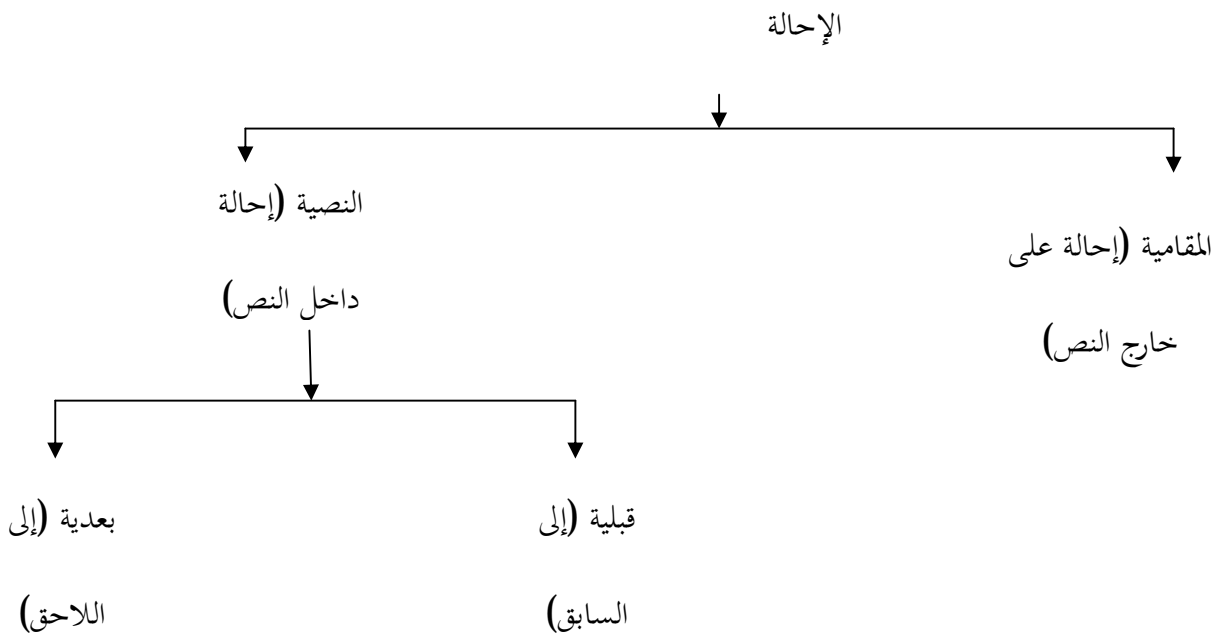 الإحالة
المقامية (إحالة على
خارج النص)
النصية (إحالة
داخل النص)
قبلية (إلى
السابق)
بعدية (إلى
اللاحق)